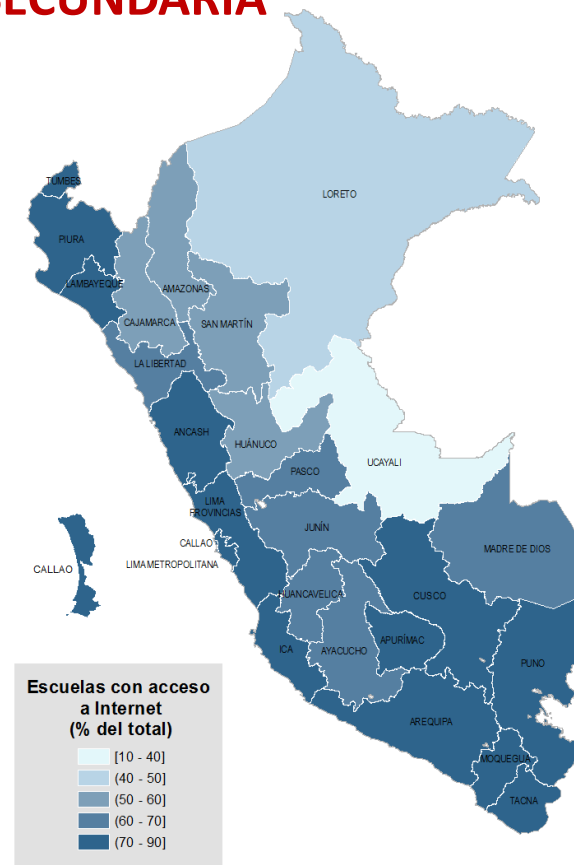 SECUNDARIA
LORETO
TUMBES
PIURA
LAMBAYEQUE
AMAZONAS
CAJAMARCA
SAN MARTÍN
LA LIBERTAD
ANCASH
HUÁNUCO
UCAYALI
PASCO
LIMA
PROVINCIAS
JUNÍN
CALLAO
MADRE DE DIOS
LIMA METROPOLITANA
CALLAO
HUANCAVELICA
CUSCO
APURÍMAC
ICA
AYACUCHO
PUNO
AREQUIPA
MOQUEGUA
TACNA
Escuelas con acceso
a Internet
(% del total)
[10 - 40]
(40 - 50]
(50 - 60]
(60 - 70]
(70 - 90]